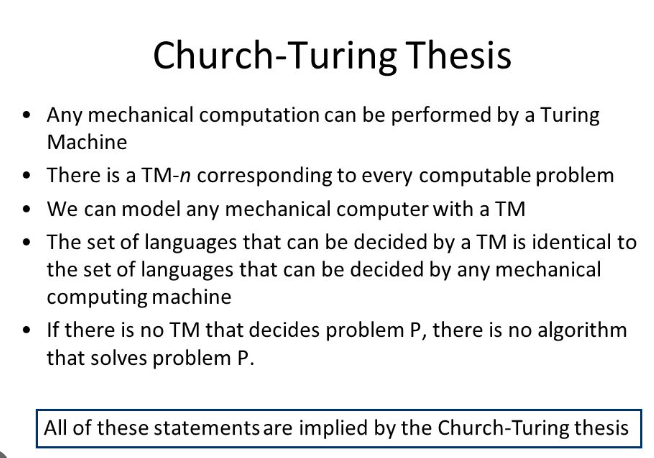 Church-Turing Thesis
• Any mechanical computation can be performed by a Turing
Machine
• There is a TM-n corresponding to every computable problem
• We can model any mechanical computer with a TM
• The set of languages that can be decided by a TM is identical to
the set of languages that can be decided by any mechanical
computing machine
• If there is no TM that decides problem P, there is no algorithm
that solves problem P.
All of these statements are implied by the Church-Turing thesis